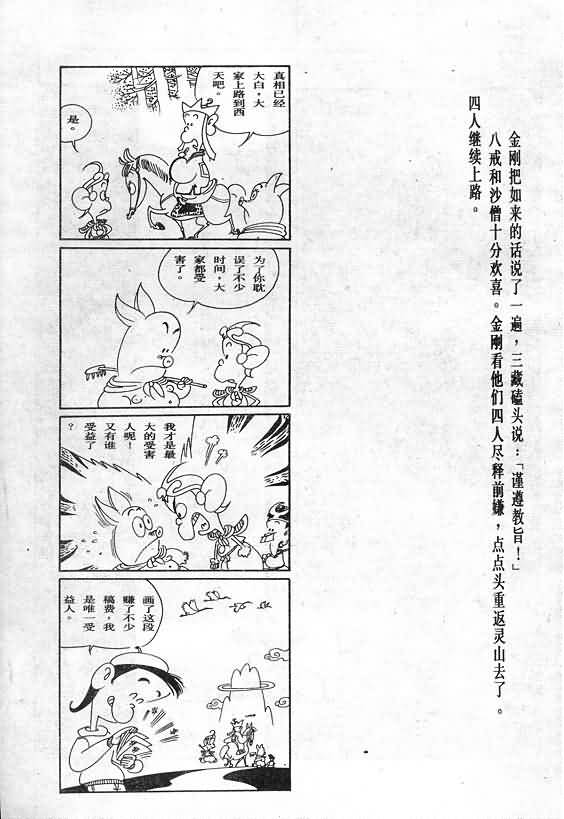 金刚把如来的话说了一遍，三藏磕头说：「谨遵教旨！」
八戒和沙僧十分欢喜。金刚看他们四人尽释前嫌，点点头重返灵山去了。
四人继续上路。
真相已经
大白，大
家上路到西
天吧。
是。
为了你耽
误了不少
时间，大
家都受
害了。
我才是最
大的受害
人呢！
又有谁
受益了
？
画了这段
赚了不少
稿费，我
是唯一受
益人。